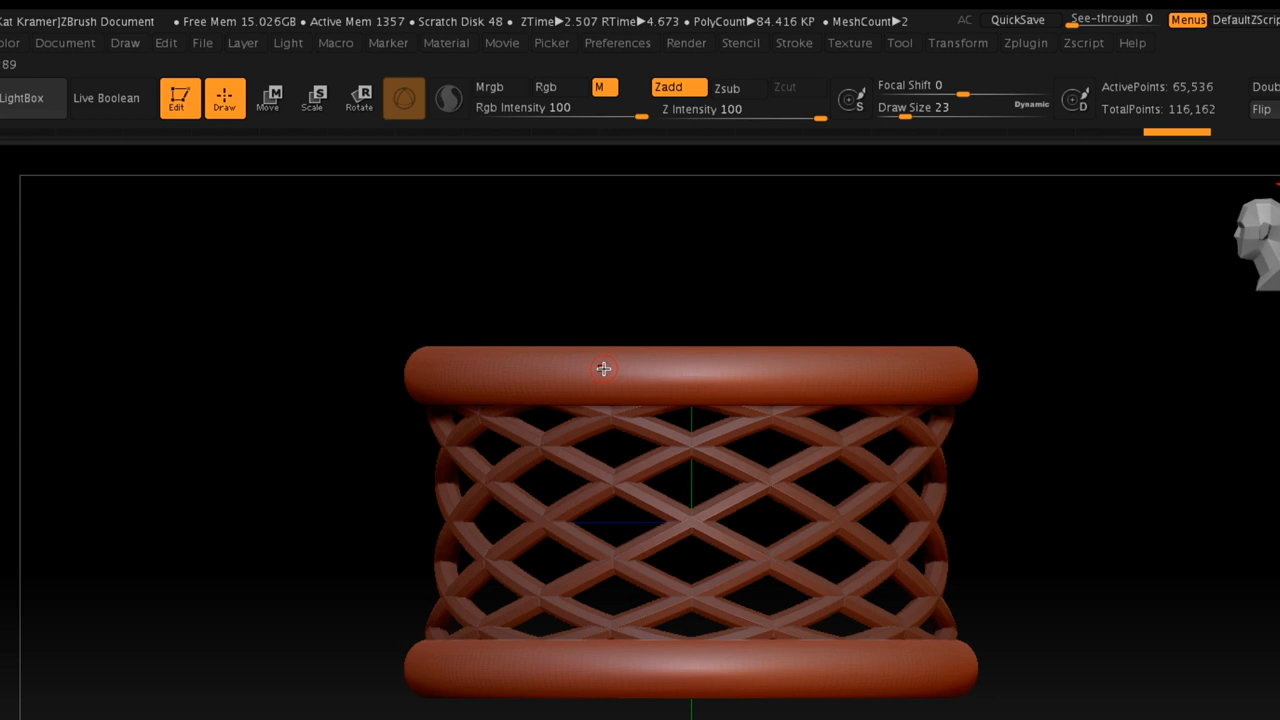 Kat Kramer]ZBrush Document • Free Mem 15.026GB • Active Mem 1357 • Scratch Disk 48 • ZTime▶2.507 RTime▶4.673 • PolyCount▶84.416 KP • MeshCount▶2 AC QuickSave See-through 0 Menus DefaultZScrip
olor Document Draw Edit File Layer Light Macro Marker Material Movie Picker Preferences Render Stencil Stroke Texture Tool Transform Zplugin Zscript Help
89
LightBox Live Boolean Edit Draw Move Scale Rotate
Mrgb Rgb M Zadd Zsub Zcut Focal Shift 0 ActivePoints: 65,536 Doub
Rgb Intensity 100 Z Intensity 100 S Draw Size 23 Dynamic D TotalPoints: 116,162 Flip